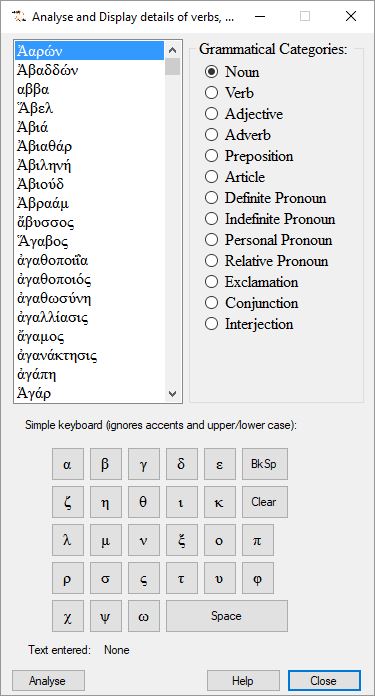 Analyse and Display details of verbs, ...
Ἀαρών
Ἀβαδδών
αββα
Ἅβελ
Ἀβιά
Ἀβιαθάρ
Ἀβιληνή
Ἀβιούδ
Ἀβραάμ
ἄβυσσος
Ἅγαβος
ἀγαθοποιΐα
ἀγαθοποιός
ἀγαθωσύνη
ἀγαλλίασις
ἄγαμος
ἀγανάκτησις
ἀγάπη
Ἁγάρ
Grammatical Categories:
Noun
Verb
Adjective
Adverb
Preposition
Article
Definite Pronoun
Indefinite Pronoun
Personal Pronoun
Relative Pronoun
Exclamation
Conjunction
Interjection
Simple keyboard (ignores accents and upper/lower case):
α β γ δ ε BkSp
ζ η θ ι κ Clear
λ μ ν ξ ο π
ρ σ ς τ υ φ
χ ψ ω Space
Text entered: None
Analyse Help Close